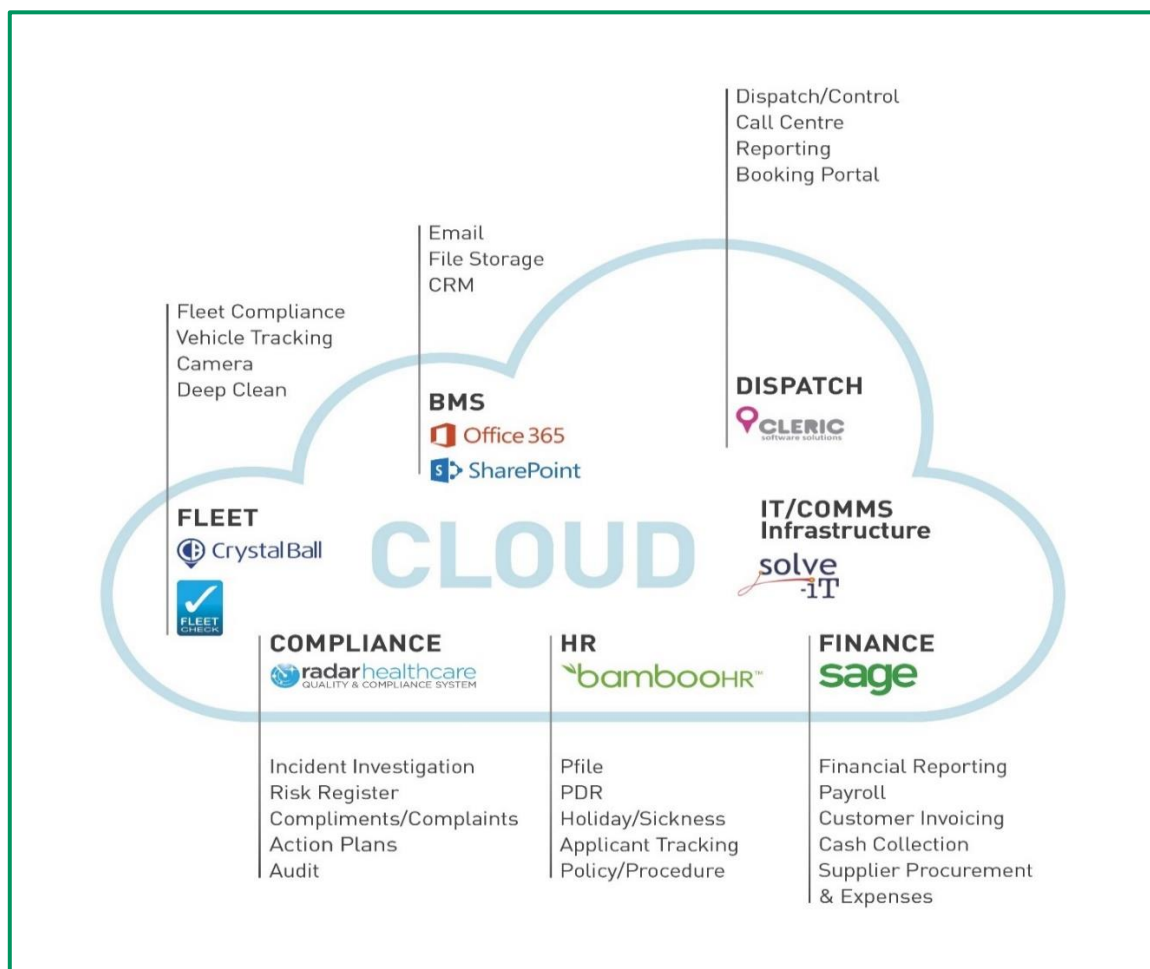 Dispatch/Control
Call Centre
Reporting
Booking Portal
Email
File Storage
CRM
Fleet Compliance
Vehicle Tracking
Camera
Deep Clean
BMS
Office 365
S SharePoint
DISPATCH
CLERIC
software solutions
FLEET
CrystalBall
FLEET
CHECK
CLOUD
IT/COMMS
Infrastructure
solve
-iT
COMPLIANCE
radarhealthcare
QUALITY & COMPLIANCE SYSTEM
HR
bambooHR™
FINANCE
sage
Incident Investigation
Risk Register
Compliments/Complaints
Action Plans
Audit
Pfile
PDR
Holiday/Sickness
Applicant Tracking
Policy/Procedure
Financial Reporting
Payroll
Customer Invoicing
Cash Collection
Supplier Procurement
& Expenses